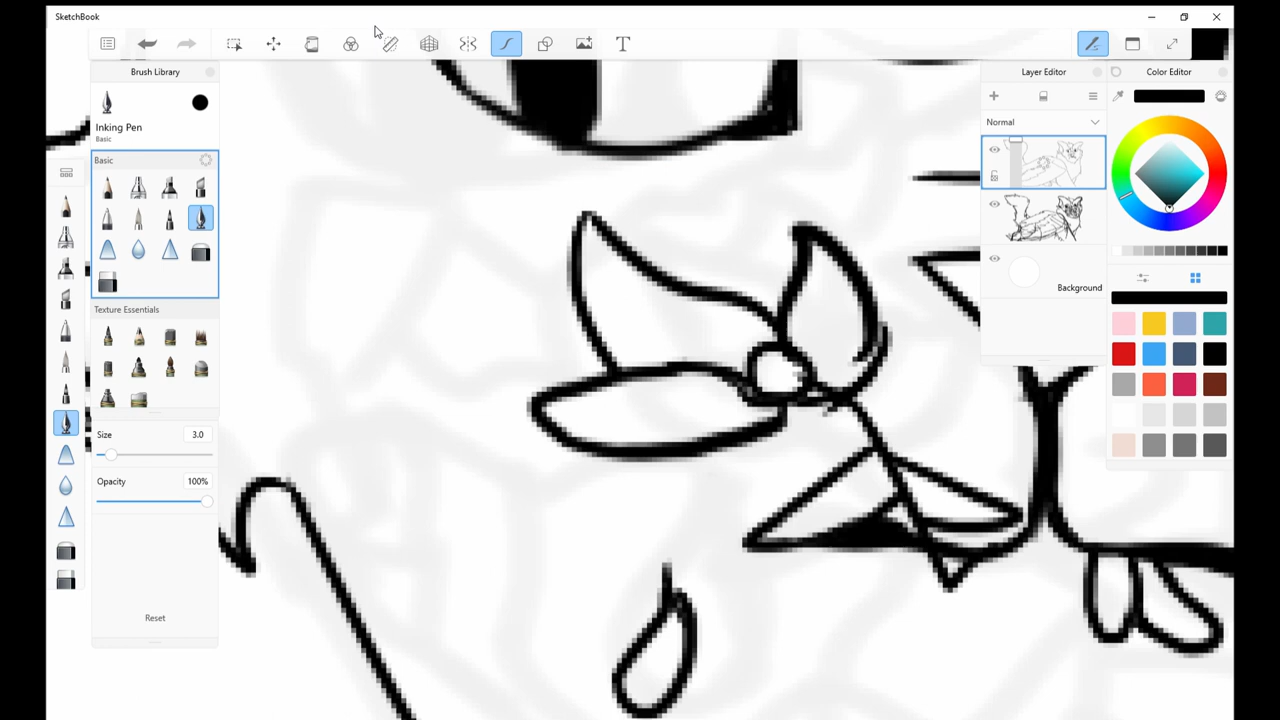 SketchBook
T
Brush Library
Layer Editor
Color Editor
Inking Pen
Basic
Normal
Basic
Background
Texture Essentials
Size
3.0
Opacity
100%
Reset